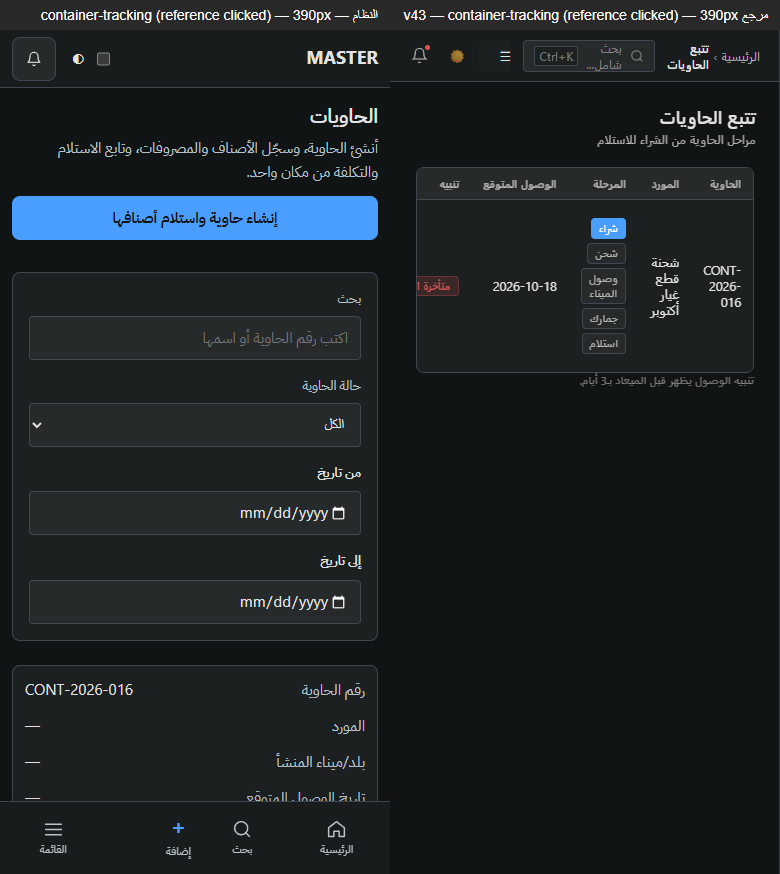 مرجع v43 — container-tracking (reference clicked) — 390px
الرئيسية › تتبع الحاويات
بحث شامل...
Ctrl+K
تتبع الحاويات
مراحل الحاوية من الشراء للاستلام
الحاوية المورد المرحلة الوصول المتوقع تنبيه
CONT-2026-016
شحنة قطع غيار أكتوبر
شراء
شحن
وصول الميناء
جمارك
استلام
2026-10-18
متأخرة 1
تنبيه الوصول يظهر قبل الميعاد بـ3 أيام.
النظام — container-tracking (reference clicked) — 390px
MASTER
الحاويات
أنشئ الحاوية، وسجّل الأصناف والمصروفات، وتابع الاستلام
والتكلفة من مكان واحد.
إنشاء حاوية واستلام أصنافها
بحث
اكتب رقم الحاوية أو اسمها
حالة الحاوية
الكل
من تاريخ
mm/dd/yyyy
إلى تاريخ
mm/dd/yyyy
رقم الحاوية CONT-2026-016
المورد —
بلد/ميناء المنشأ —
تاريخ الوصول المتوقع —
الرئيسية بحث إضافة القائمة